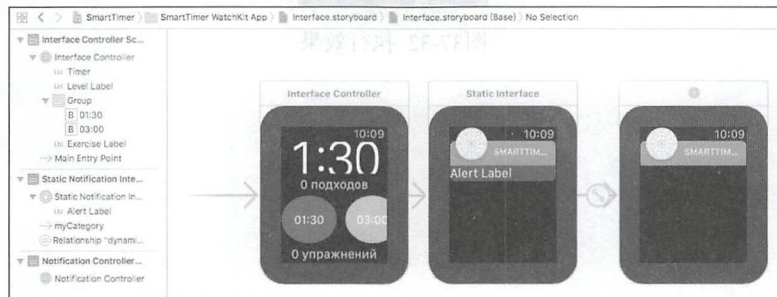 SmartTimer › SmartTimer WatchKit App › Interface.storyboard › Interface.storyboard (Base) › No Selection
Interface Controller Sc...
Interface Controller
Timer
Level Label
Group
B 01:30
B 03:00
Exercise Label
Main Entry Point
Static Notification Inte...
Static Notification In...
Alert Label
myCategory
Relationship "dynami...
Notification Controller...
Notification Controller
Interface Controller
10:09
1:30
0 подходов
01:30
03:00
0 упражнений
Static Interface
10:09
SMARTTIM...
Alert Label
10:09
SMARTTIM...